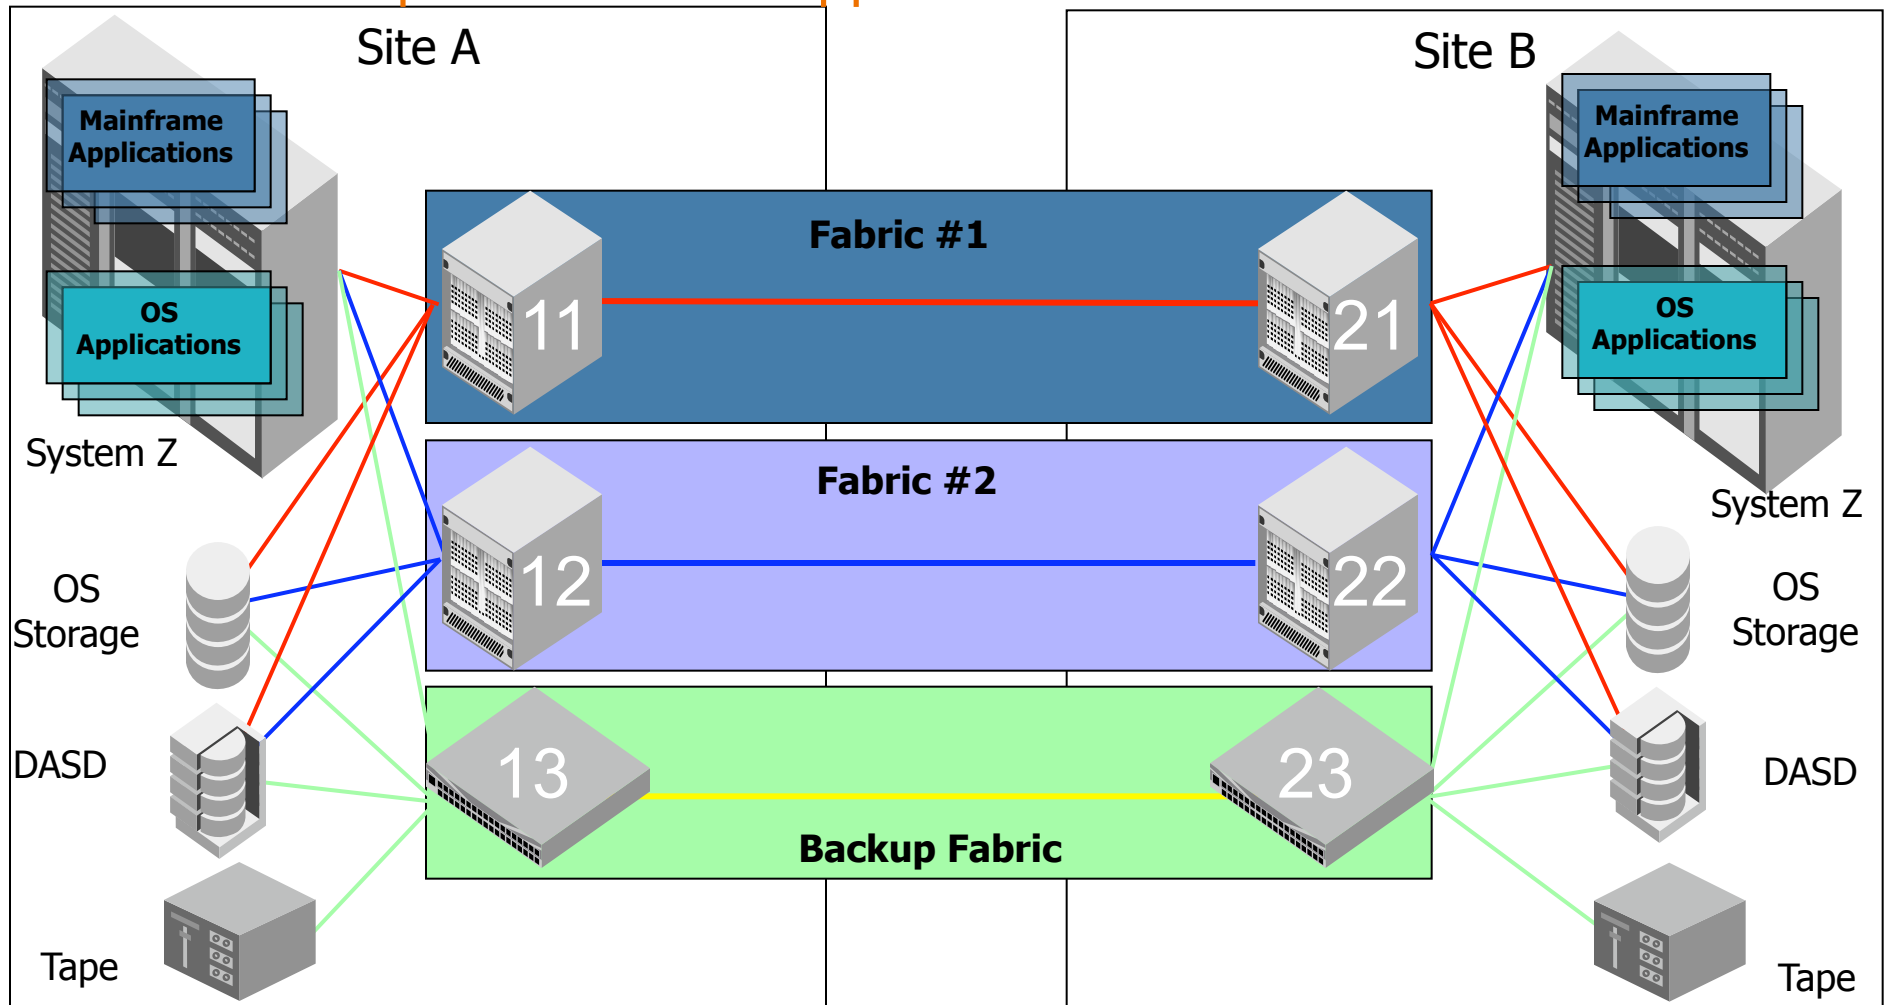 Site A
Site B
Mainframe
Applications
Mainframe
Applications
Fabric #1
11
21
OS
Applications
OS
Applications
System Z
System Z
Fabric #2
12
22
OS
Storage
OS
Storage
13
23
DASD
DASD
Backup Fabric
Tape
Tape